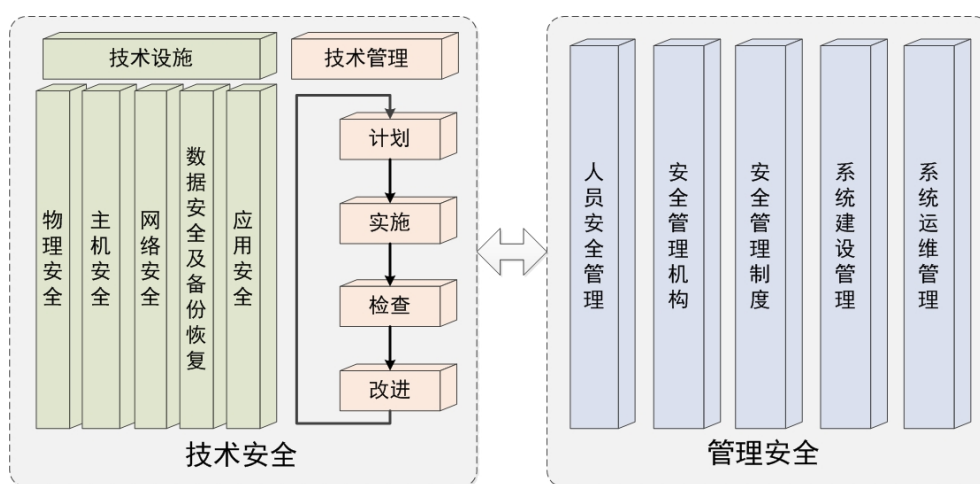 技术设施
技术管理
物理安全
主机安全
网络安全
数据安全及备份恢复
应用安全
计划
实施
检查
改进
技术安全
人员安全管理
安全管理机构
安全管理制度
系统建设管理
系统运维管理
管理安全